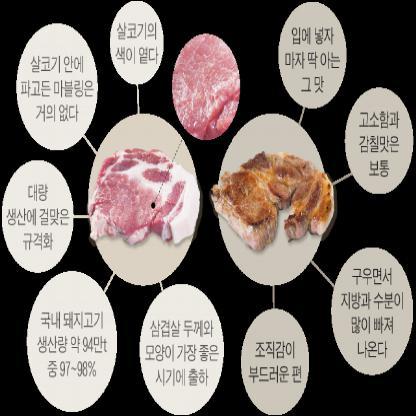 살코기의
색이 옅다
살코기 안에
파고든 마블링은
거의 없다
대량
생산에 걸맞은
규격화
국내 돼지고기
생산량 약 94만t
중 97~98%
삼겹살 두께와
모양이 가장 좋은
시기에 출하
입에 넣자
마자 딱 아는
그 맛
고소함과
감칠맛은
보통
구우면서
지방과 수분이
많이 빠져
나온다
조직감이
부드러운 편